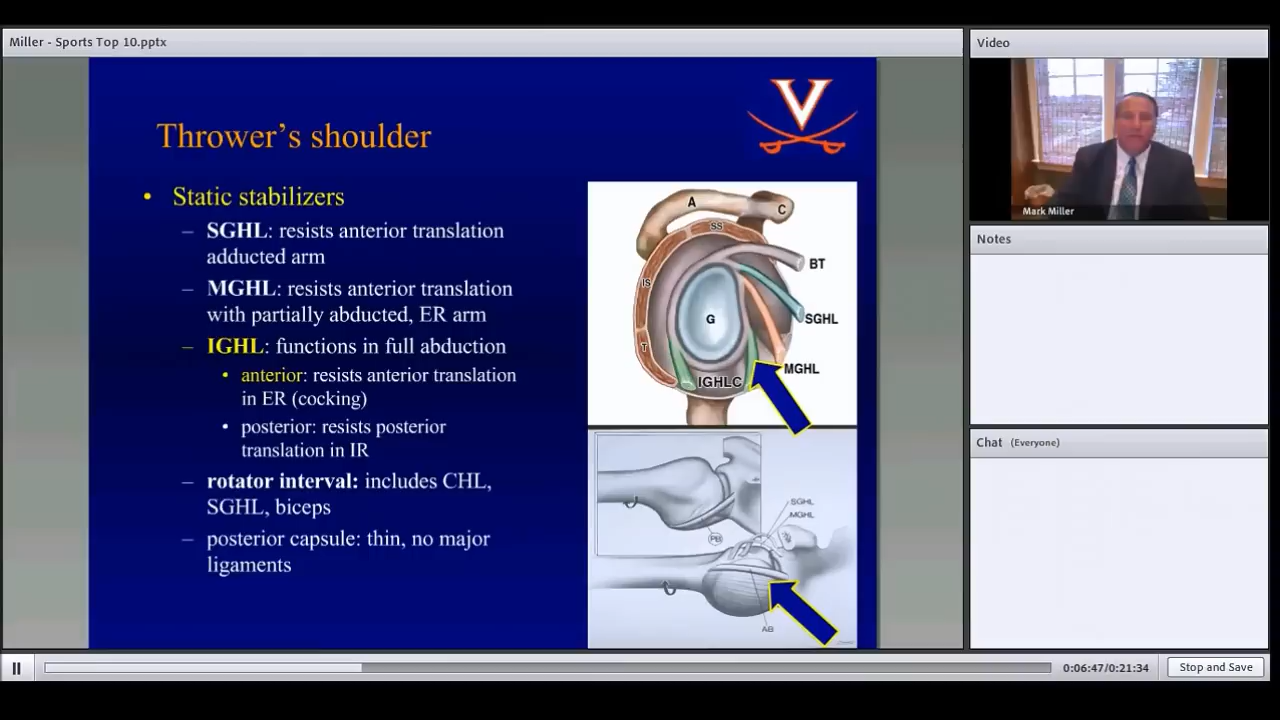 Miller - Sports Top 10.pptx
Video
V
Thrower's shoulder
• Static stabilizers
– SGHL: resists anterior translation
adducted arm
– MGHL: resists anterior translation
with partially abducted, ER arm
– IGHL: functions in full abduction
• anterior: resists anterior translation
in ER (cocking)
• posterior: resists posterior
translation in IR
– rotator interval: includes CHL,
SGHL, biceps
– posterior capsule: thin, no major
ligaments
A
C
SS
BT
IS
G
SGHL
T
MGHL
IGHLC
SGHL
MGHL
PB
AB
Mark Miller
Notes
Chat (Everyone)
0:06:47/0:21:34
Stop and Save